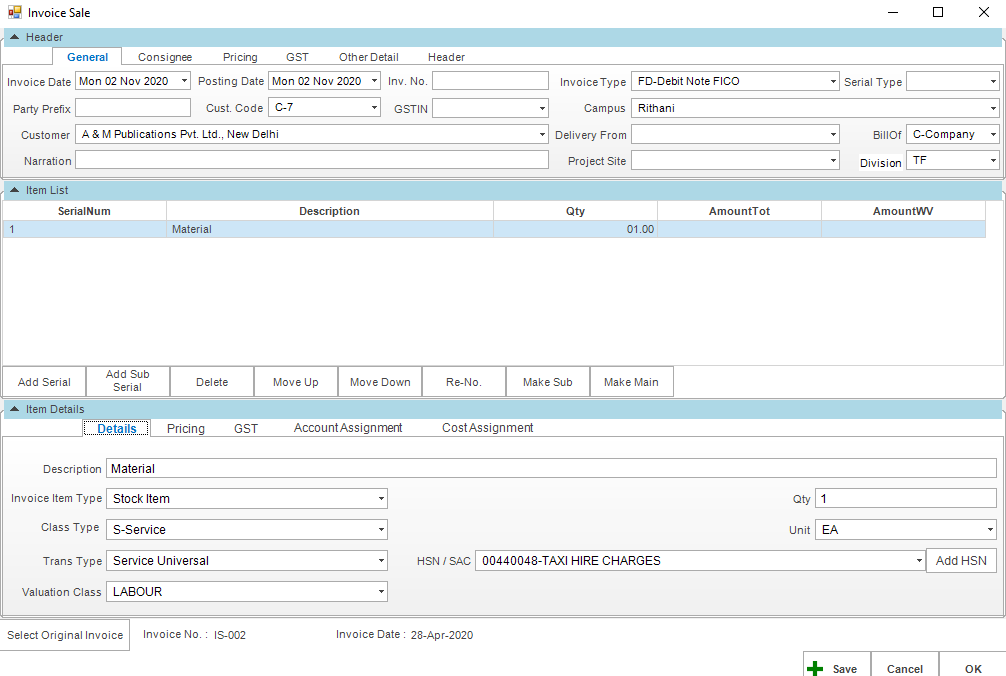 Invoice Sale
Header
General Consignee Pricing GST Other Detail Header
Invoice Date Mon 02 Nov 2020 Posting Date Mon 02 Nov 2020 Inv. No. Invoice Type FD-Debit Note FICO Serial Type
Party Prefix Cust. Code C-7 GSTIN Campus Rithani
Customer A & M Publications Pvt. Ltd., New Delhi Delivery From BillOf C-Company
Narration Project Site Division TF
Item List
SerialNum Description Qty AmountTot AmountWV
1 Material 01.00
Add Serial Add Sub Serial Delete Move Up Move Down Re-No. Make Sub Make Main
Item Details
Details Pricing GST Account Assignment Cost Assignment
Description Material
Invoice Item Type Stock Item Qty 1
Class Type S-Service Unit EA
Trans Type Service Universal HSN / SAC 00440048-TAXI HIRE CHARGES Add HSN
Valuation Class LABOUR
Select Original Invoice Invoice No. : IS-002 Invoice Date : 28-Apr-2020
Save Cancel OK